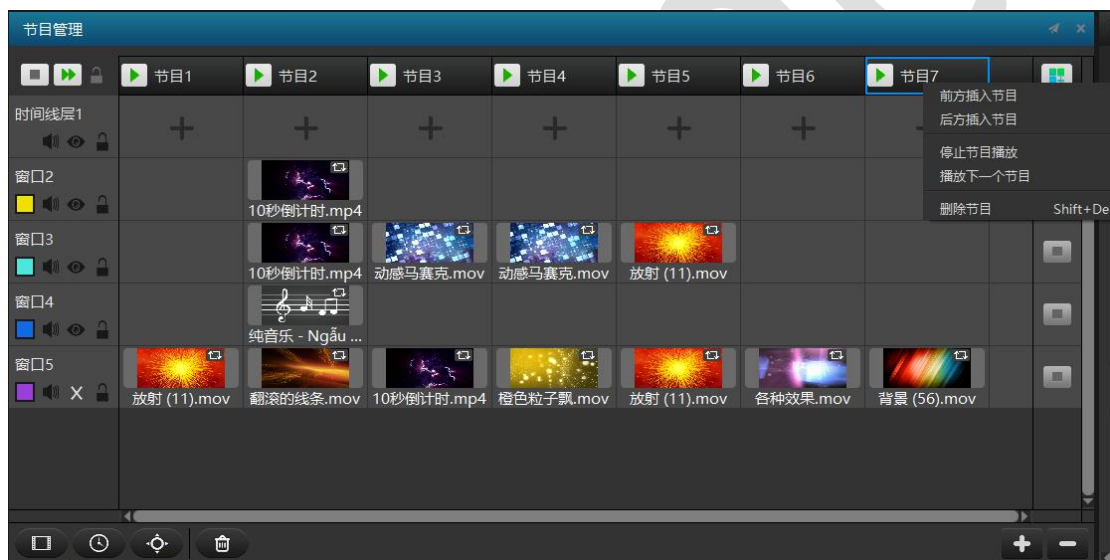 节目管理
节目1 节目2 节目3 节目4 节目5 节目6 节目7
前方插入节目
后方插入节目
停止节目播放
播放下一个节目
删除节目 Shift+De
时间线层1
窗口2
10秒倒计时.mp4
窗口3
10秒倒计时.mp4 动感马赛克.mov 动感马赛克.mov 放射 (11).mov
窗口4
纯音乐 - Ngẫu ...
窗口5
X
放射 (11).mov 翻滚的线条.mov 10秒倒计时.mp4 橙色粒子飘.mov 放射 (11).mov 各种效果.mov 背景 (56).mov